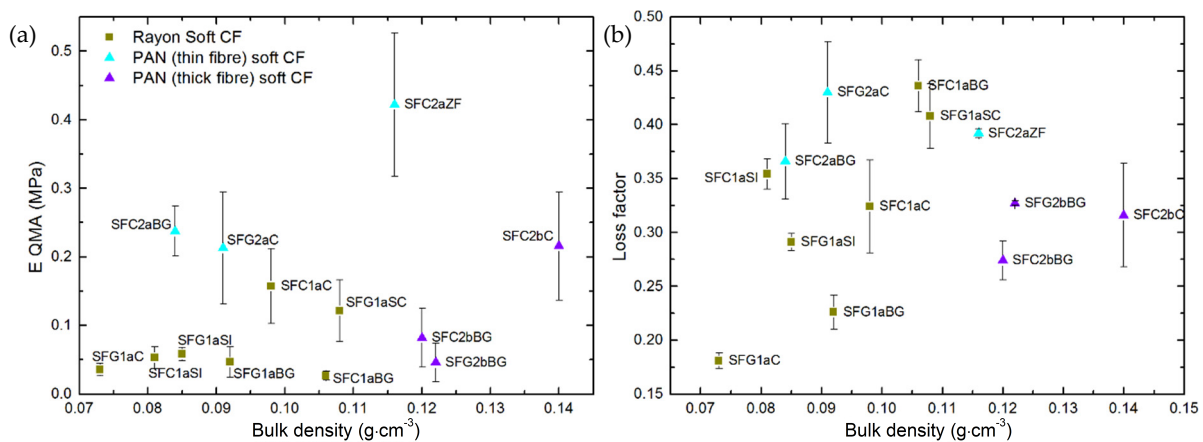 (a)
Rayon Soft CF
PAN (thin fibre) soft CF
PAN (thick fibre) soft CF
E QMA (MPa)
0.5
0.4
0.3
0.2
0.1
0.0
SFC2aZF
SFC2aBG
SFG2aC
SFC2bC
SFC1aC
SFG1aSC
SFG1aSI
SFG1aC
SFC1aSI
SFG1aBG
SFC1aBG
SFC2bBG
SFG2bBG
0.07 0.08 0.09 0.10 0.11 0.12 0.13 0.14
Bulk density (g·cm⁻³)
(b)
Loss factor
0.50
0.45
0.40
0.35
0.30
0.25
0.20
0.15
SFG2aC
SFC1aBG
SFG1aSC
SFC2aZF
SFC2aBG
SFC1aSI
SFC1aC
SFG2bBG
SFC2bC
SFG1aSI
SFC2bBG
SFG1aBG
SFG1aC
0.07 0.08 0.09 0.10 0.11 0.12 0.13 0.14 0.15
Bulk density (g·cm⁻³)